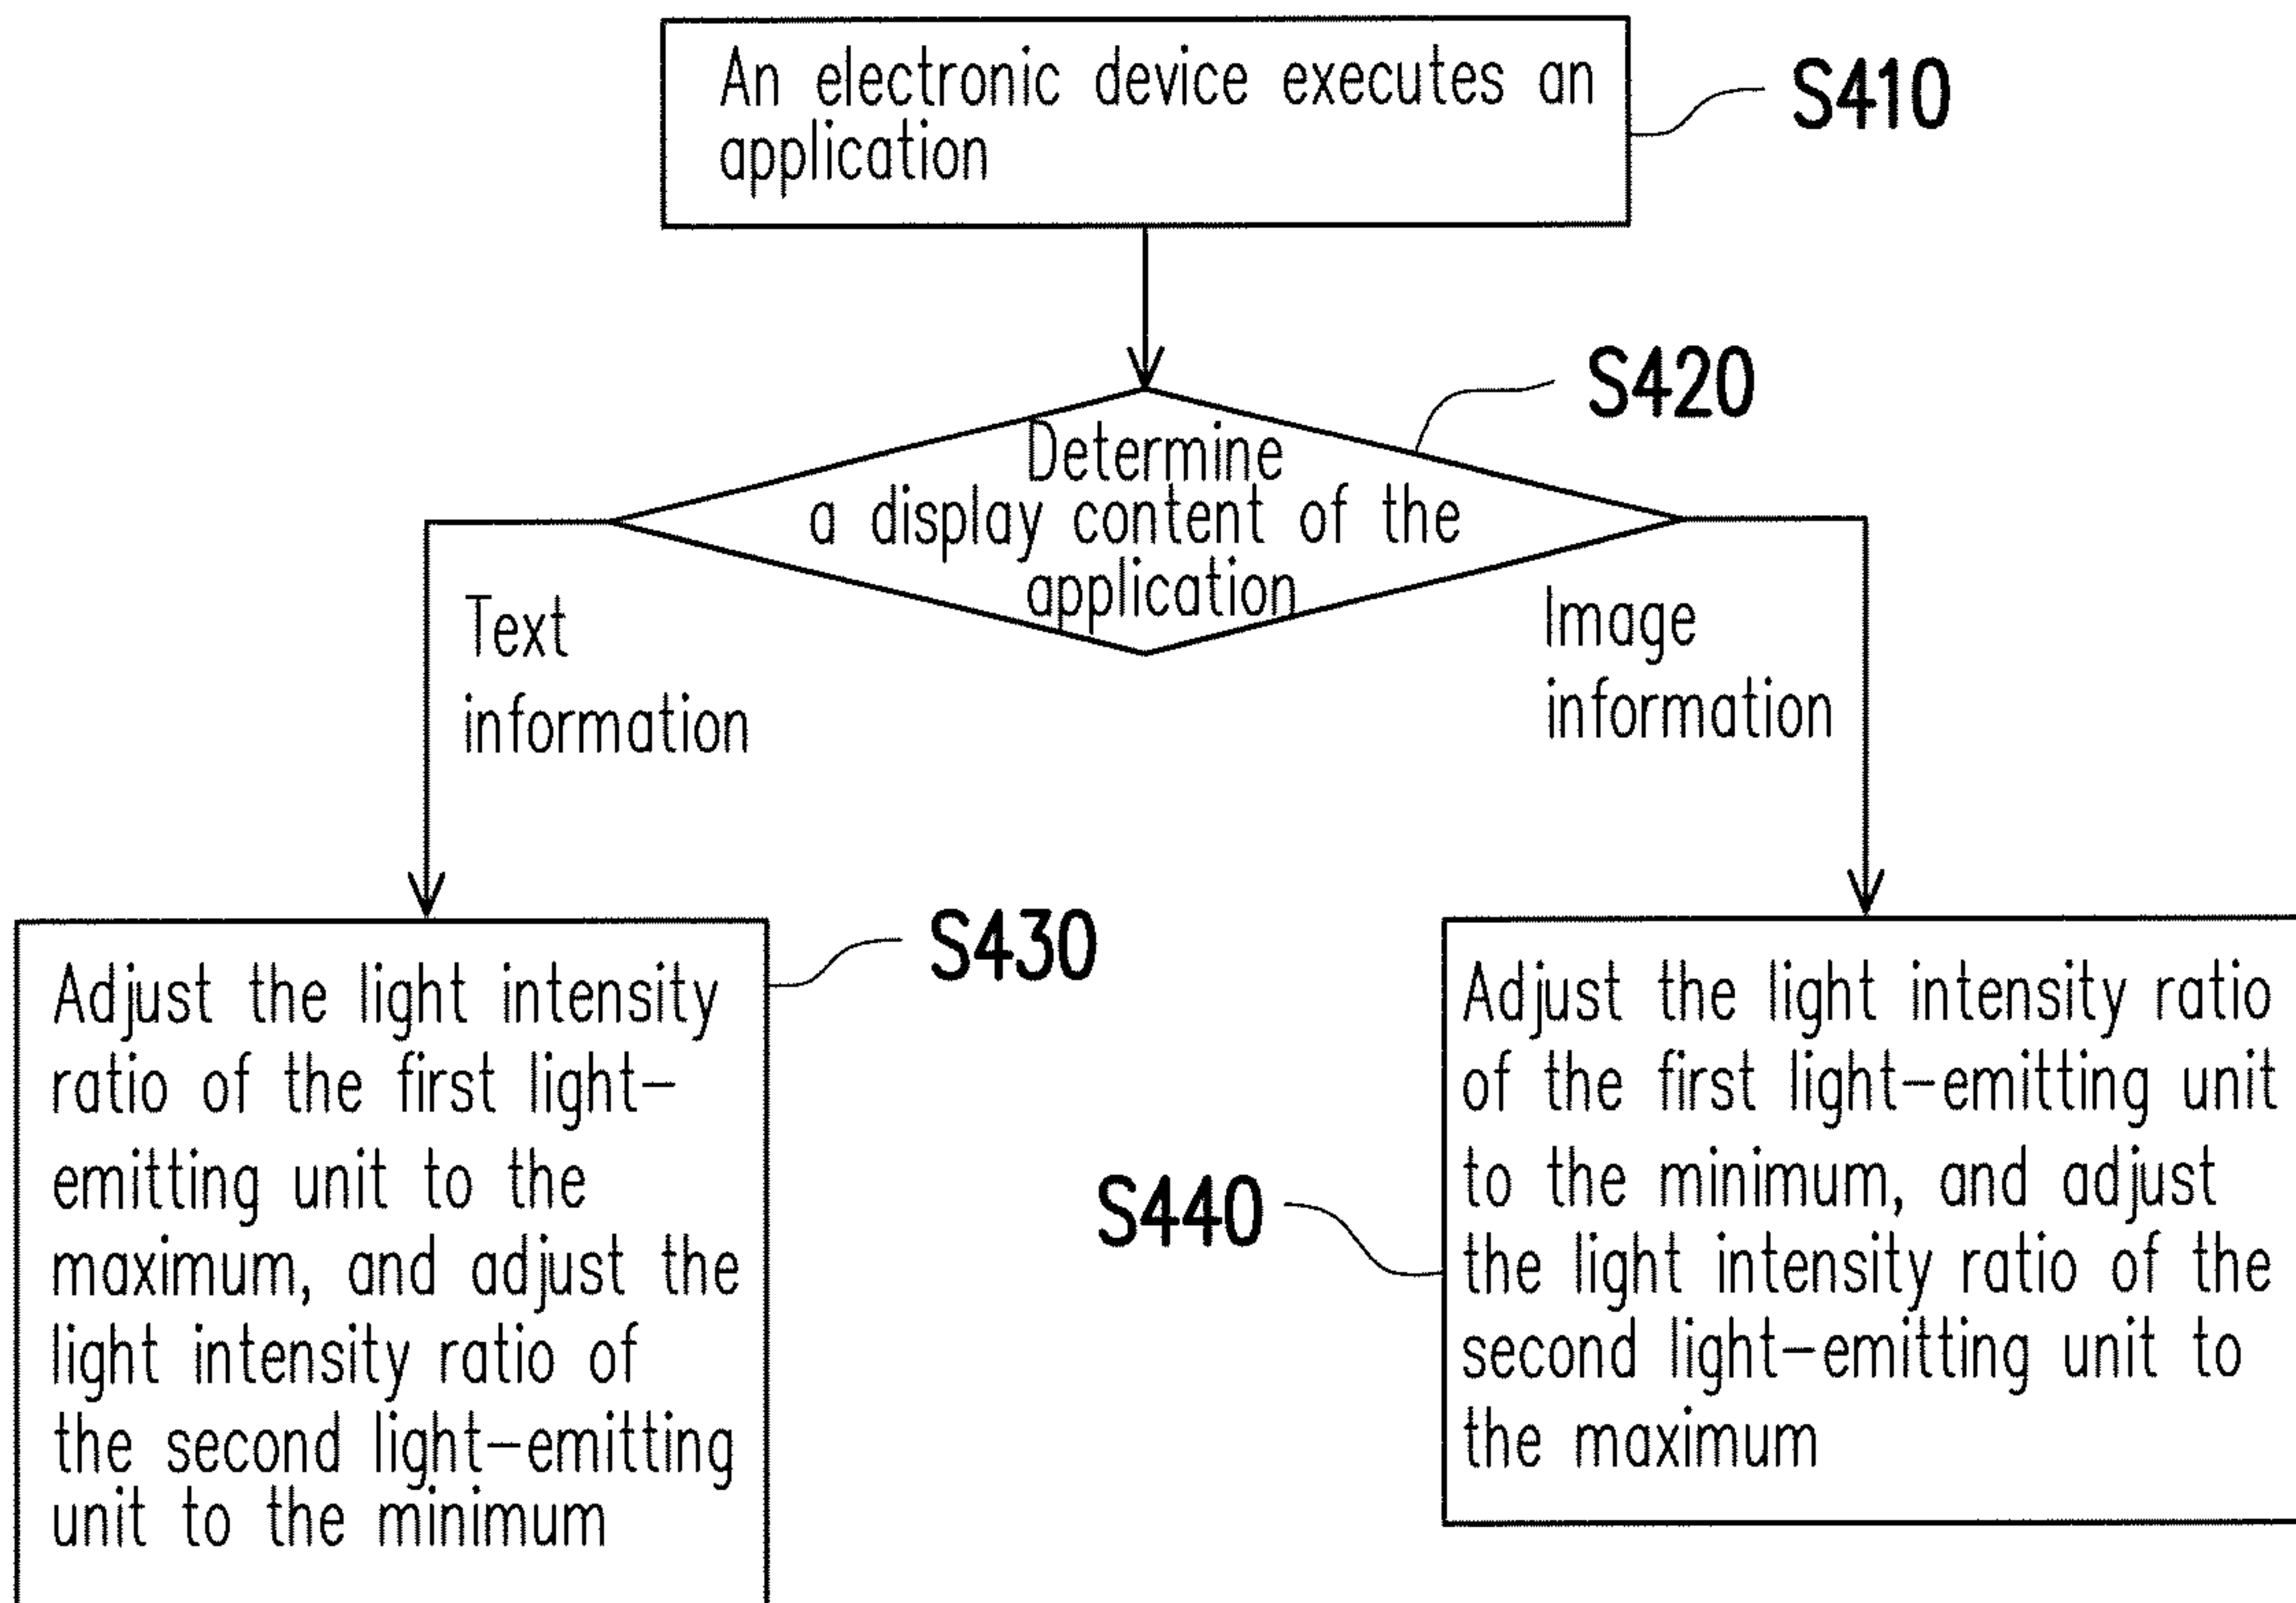 An electronic device executes an
application
S410
S420
Determine
a display content of the
application
Text
information
Image
information
S430
Adjust the light intensity
ratio of the first light-
emitting unit to the
maximum, and adjust the
light intensity ratio of
the second light-emitting
unit to the minimum
S440
Adjust the light intensity ratio
of the first light-emitting unit
to the minimum, and adjust
the light intensity ratio of the
second light-emitting unit to
the maximum